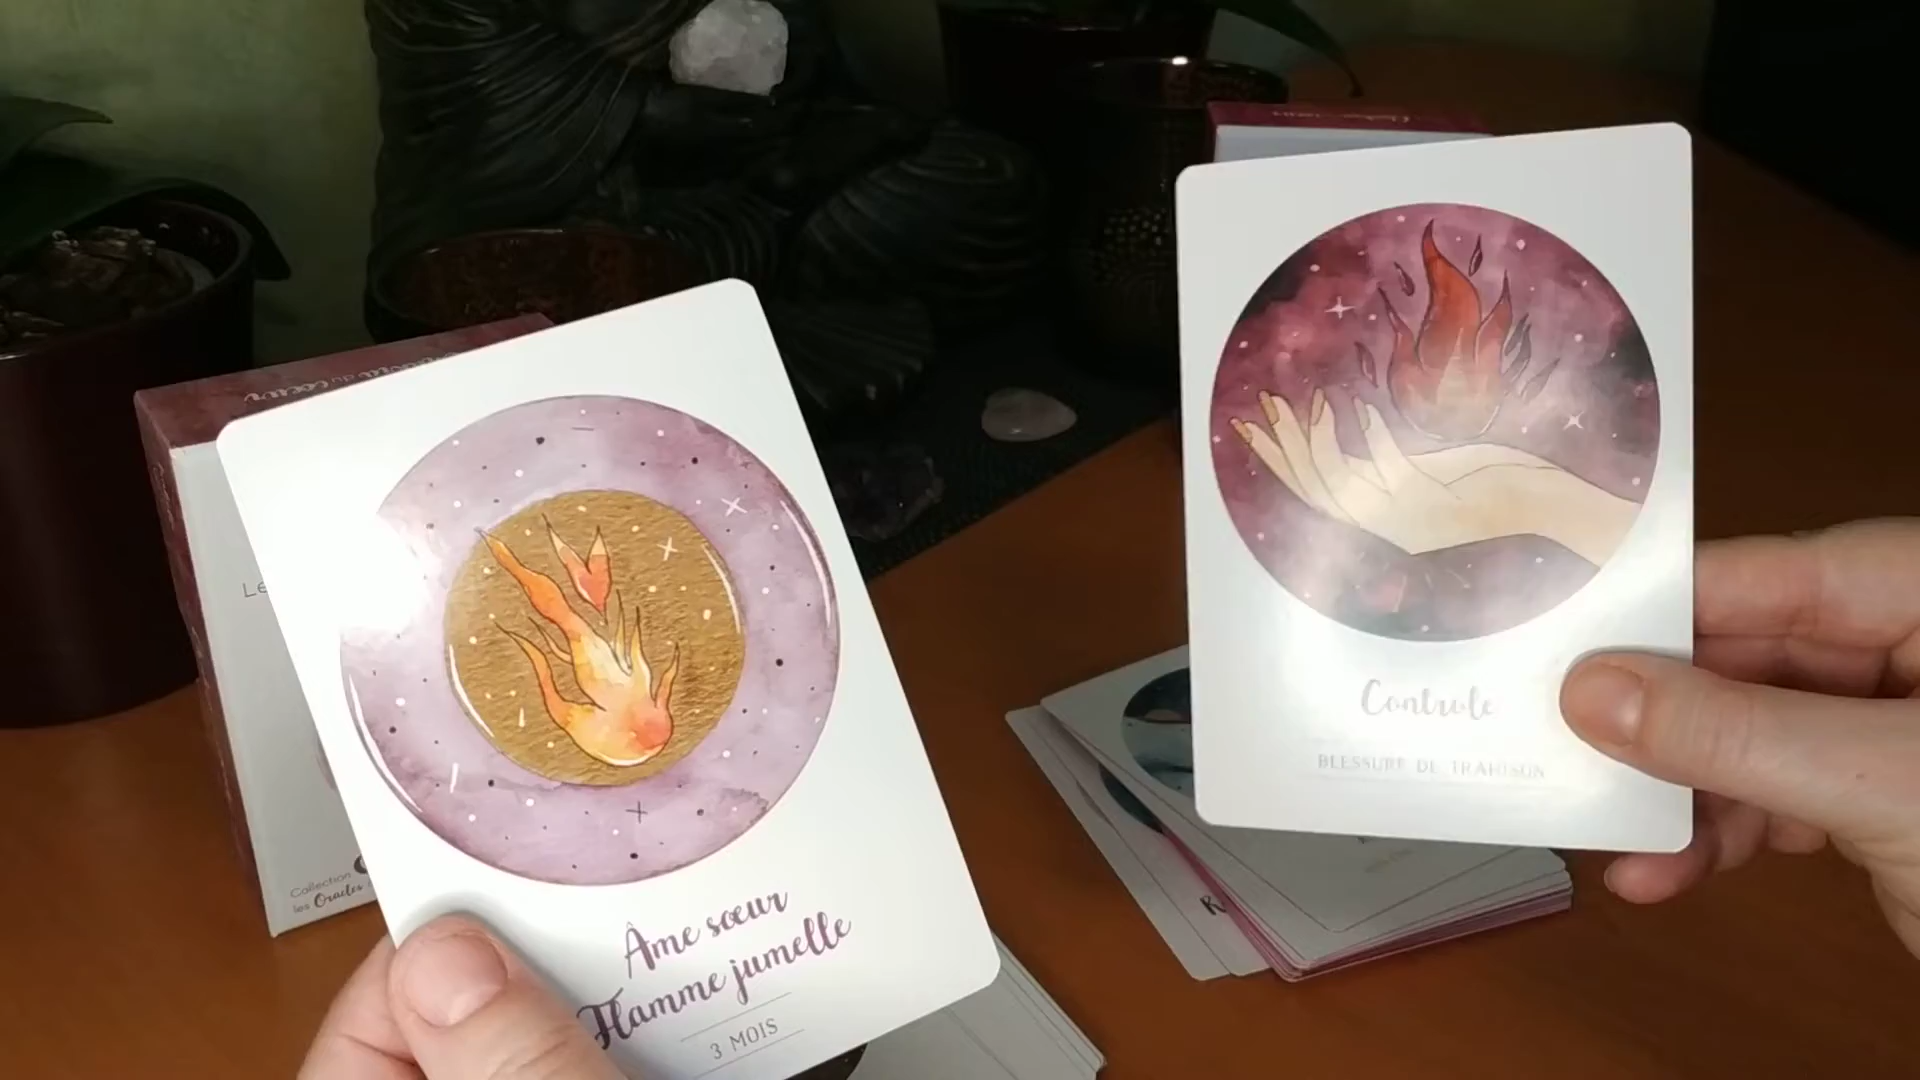 Âme sœur
Flamme jumelle
3 MOIS
Contrôle
BLESSURE DE TRAHISON
Collection
les Oracles